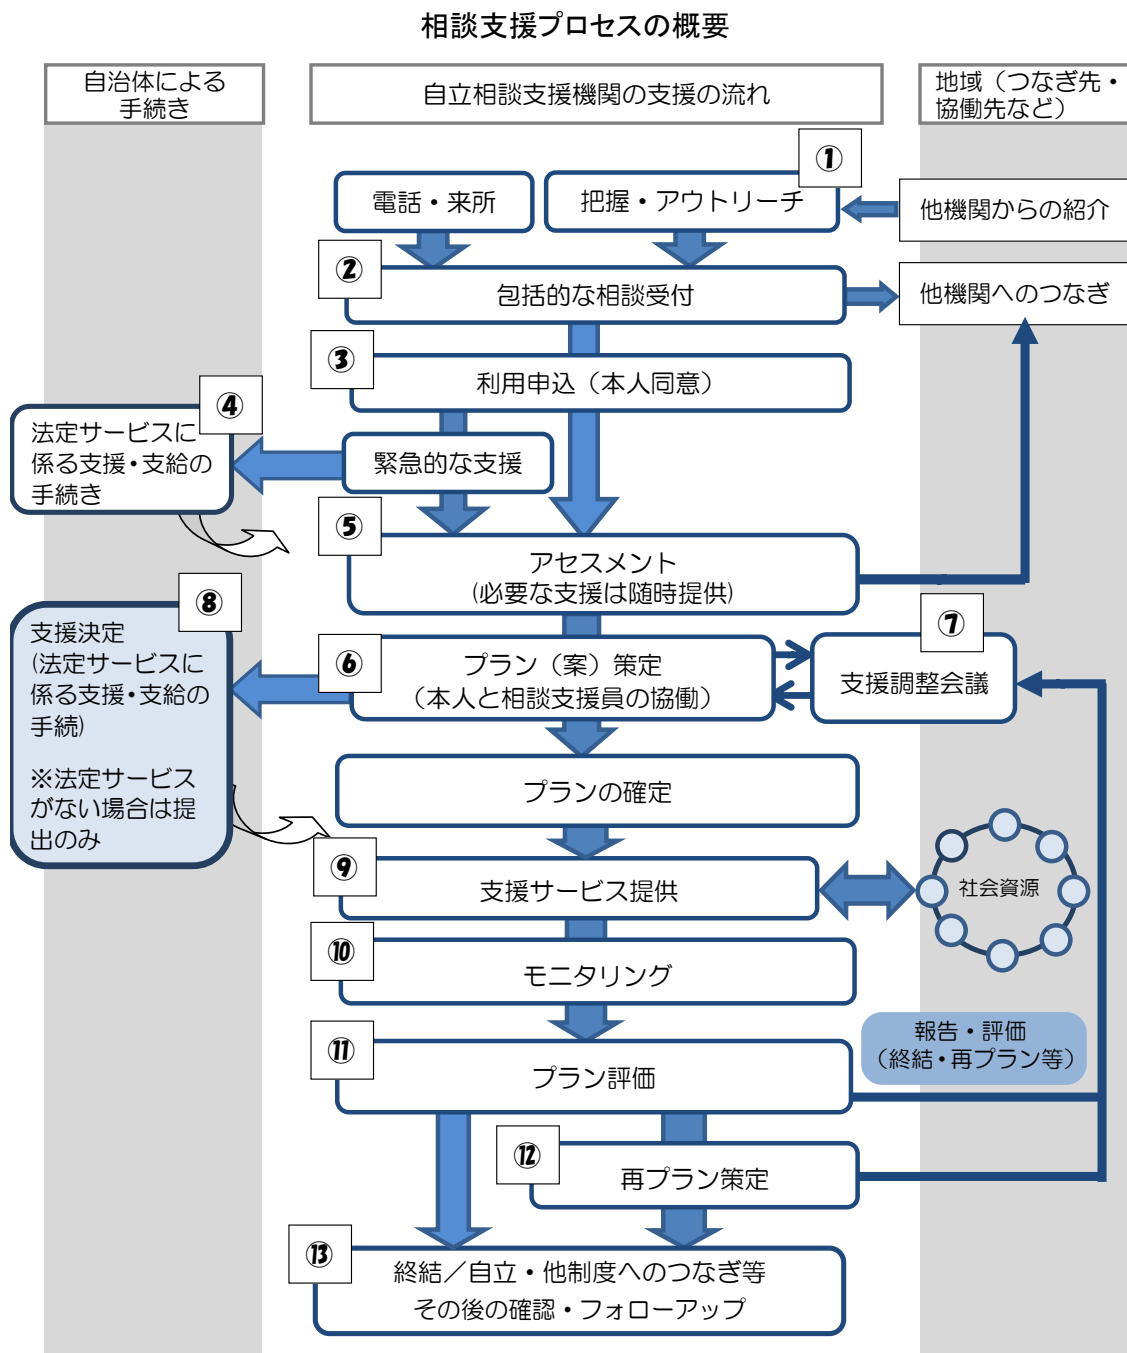 相談支援プロセスの概要
自治体による
手続き
自立相談支援機関の支援の流れ
地域（つなぎ先・
協働先など）
①
電話・来所
把握・アウトリーチ
他機関からの紹介
②
包括的な相談受付
他機関へのつなぎ
③
利用申込（本人同意）
④
法定サービスに
係る支援・支給の
手続き
緊急的な支援
⑤
アセスメント
(必要な支援は随時提供)
⑧
支援決定
(法定サービスに
係る支援・支給の
手続)
※法定サービス
がない場合は提
出のみ
⑥
プラン（案）策定
（本人と相談支援員の協働）
⑦
支援調整会議
プランの確定
⑨
支援サービス提供
社会資源
⑩
モニタリング
報告・評価
（終結・再プラン等）
⑪
プラン評価
⑫
再プラン策定
⑬
終結／自立・他制度へのつなぎ等
その後の確認・フォローアップ